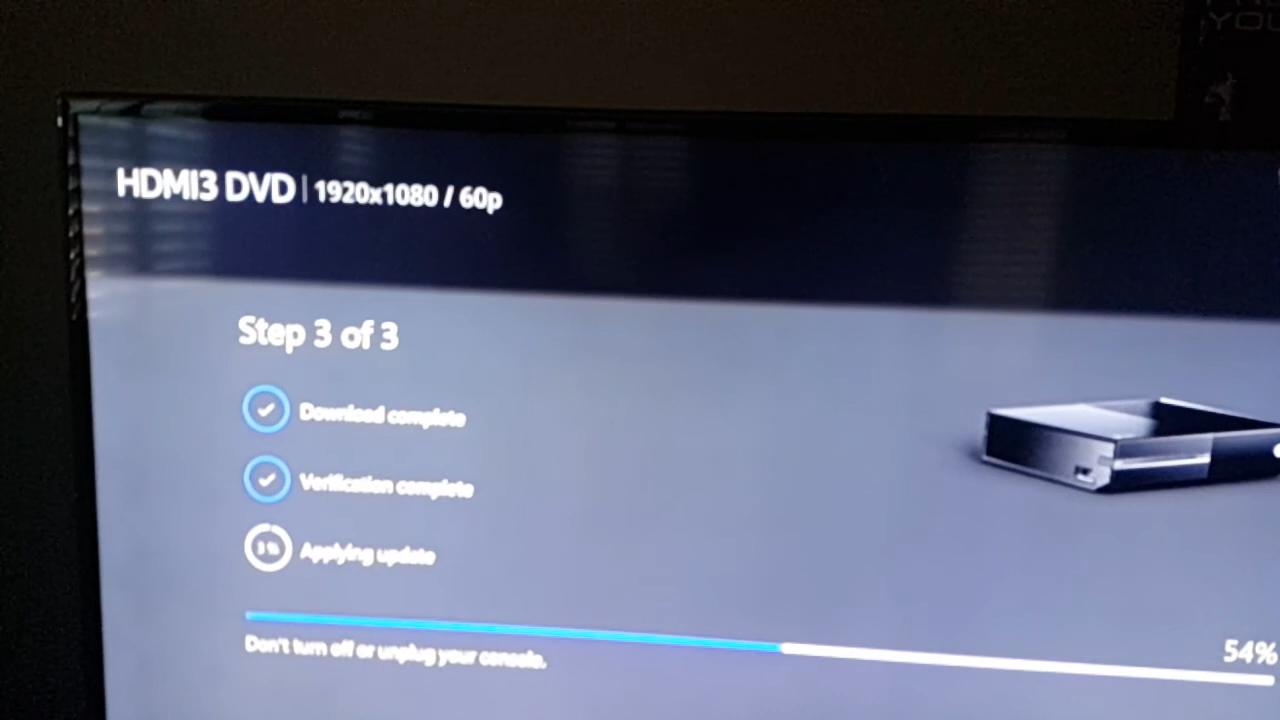 YOU
HDMI3 DVD | 1920x1080 / 60p
Step 3 of 3
Download complete
Verification complete
Applying update
54%
Don't turn off or unplug your console.